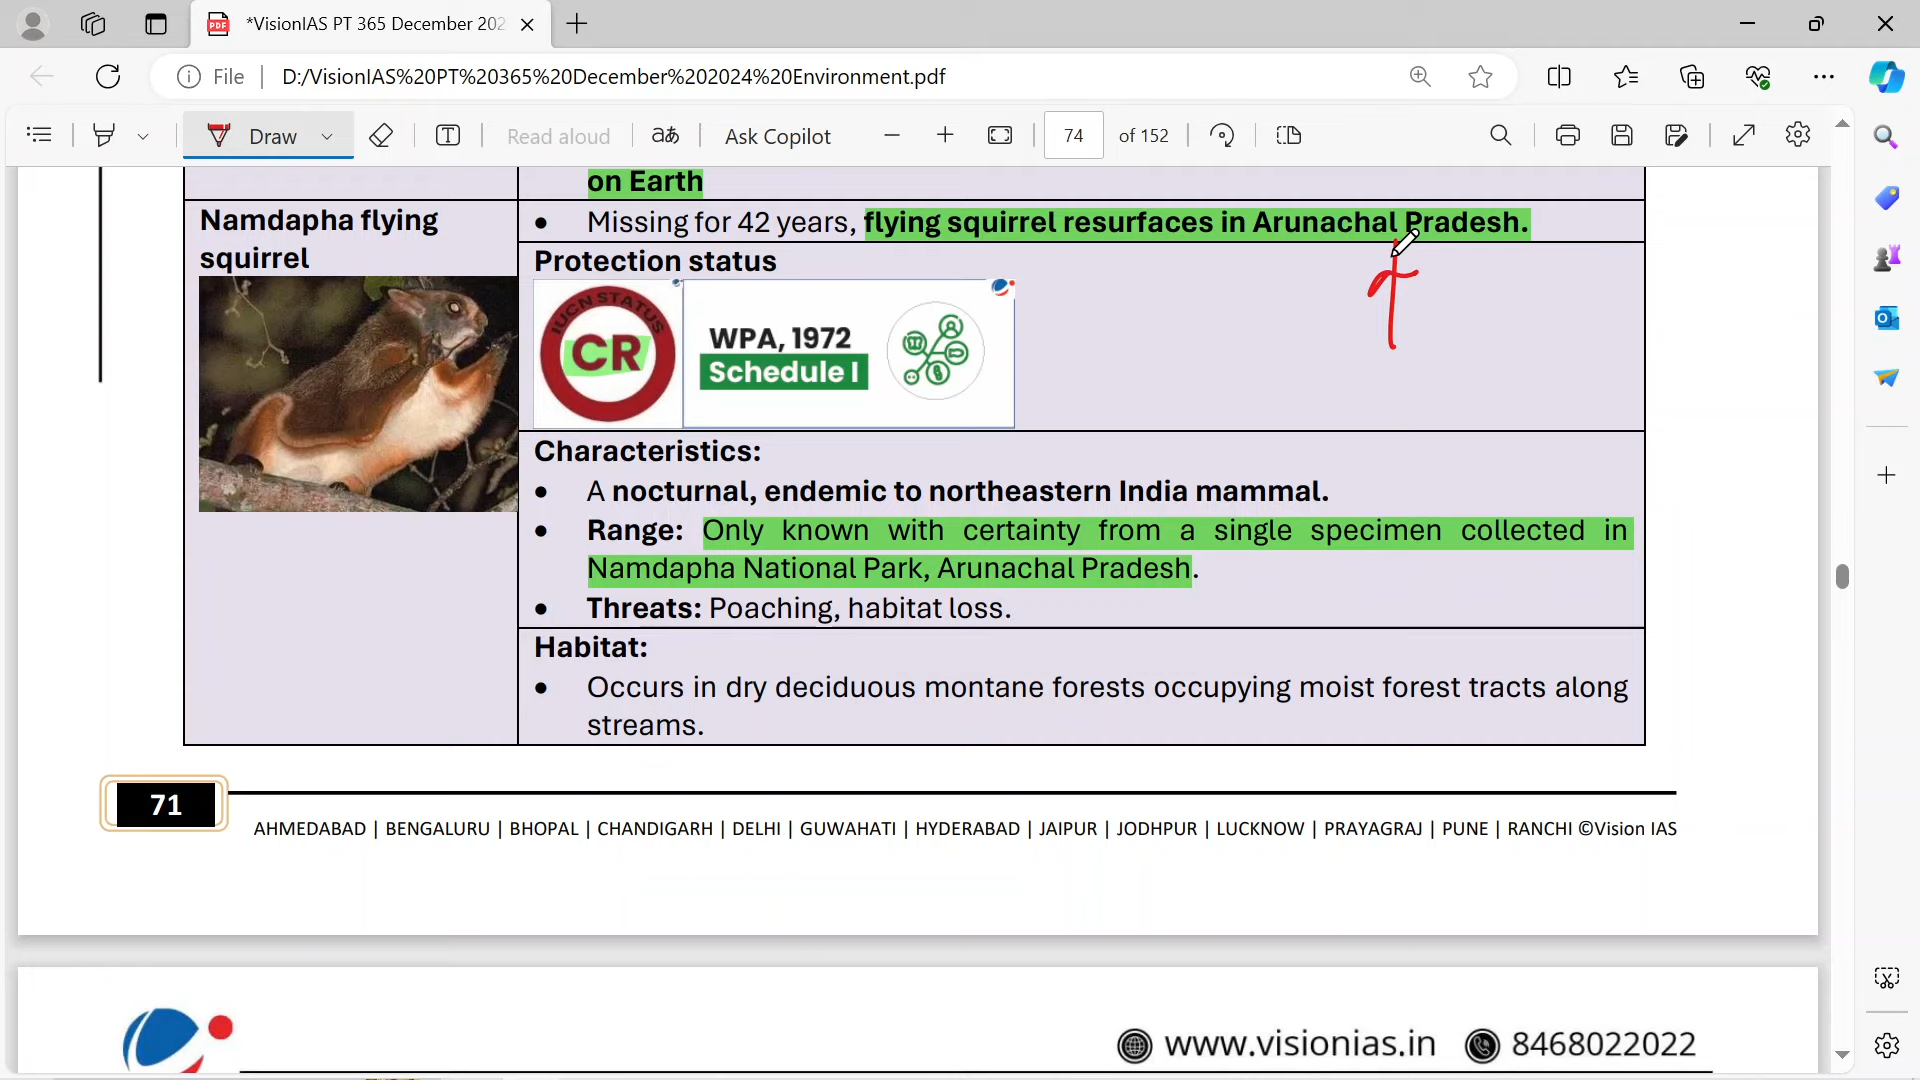 *VisionIAS PT 365 December 202
File
D:/VisionIAS%20PT%20365%20December%202024%20Environment.pdf
Draw
Read aloud
aあ
Ask Copilot
74
of 152
on Earth
Namdapha flying
squirrel
• Missing for 42 years, flying squirrel resurfaces in Arunachal Pradesh.
Protection status
IUCN STATUS
CR
WPA, 1972
Schedule I
Characteristics:
• A nocturnal, endemic to northeastern India mammal.
• Range: Only known with certainty from a single specimen collected in
Namdapha National Park, Arunachal Pradesh.
• Threats: Poaching, habitat loss.
Habitat:
• Occurs in dry deciduous montane forests occupying moist forest tracts along
streams.
71
AHMEDABAD | BENGALURU | BHOPAL | CHANDIGARH | DELHI | GUWAHATI | HYDERABAD | JAIPUR | JODHPUR | LUCKNOW | PRAYAGRAJ | PUNE | RANCHI ©Vision IAS
www.visionias.in
8468022022